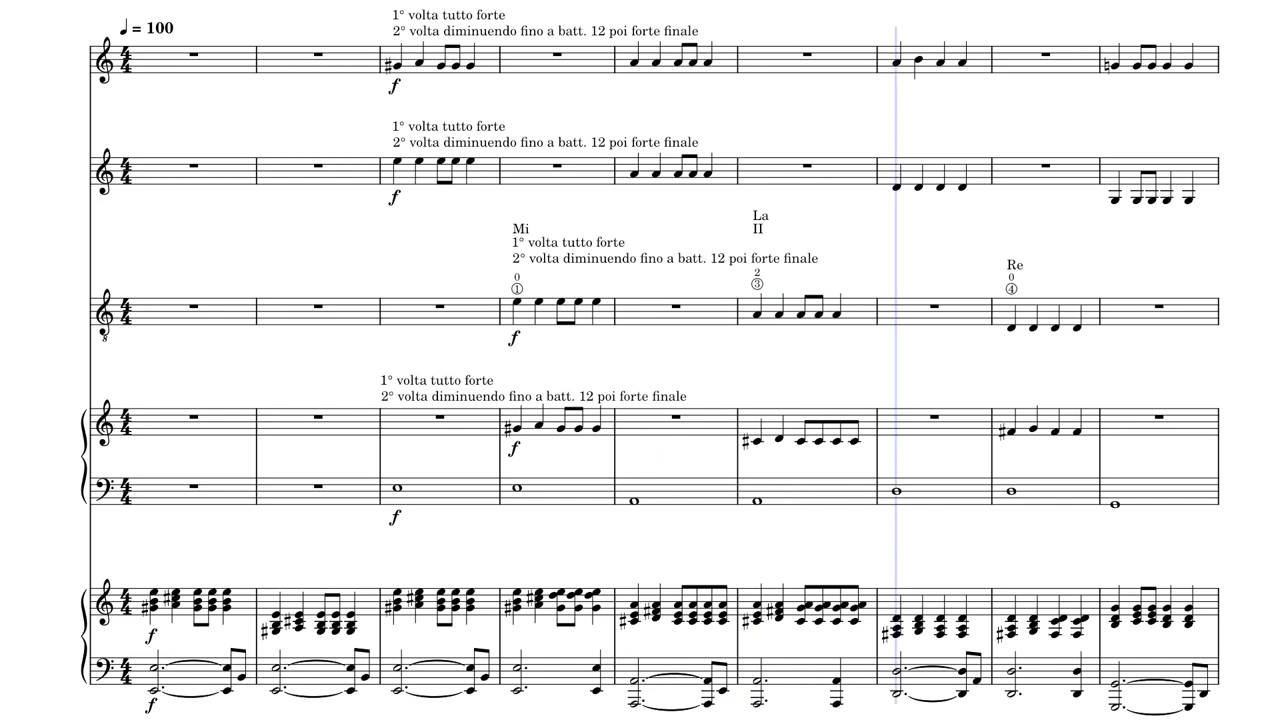 ♩ = 100
1° volta tutto forte
2° volta diminuendo fino a batt. 12 poi forte finale
f
1° volta tutto forte
2° volta diminuendo fino a batt. 12 poi forte finale
f
Mi
1° volta tutto forte
2° volta diminuendo fino a batt. 12 poi forte finale
0
①
f
La
II
2
③
Re
0
④
8
1° volta tutto forte
2° volta diminuendo fino a batt. 12 poi forte finale
f
f
f
f